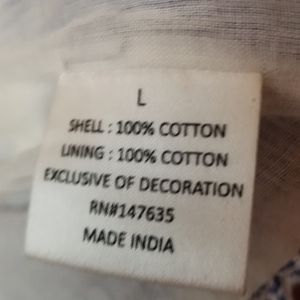 L
SHELL : 100% COTTON
LINING : 100% COTTON
EXCLUSIVE OF DECORATION
RN#147635
MADE INDIA